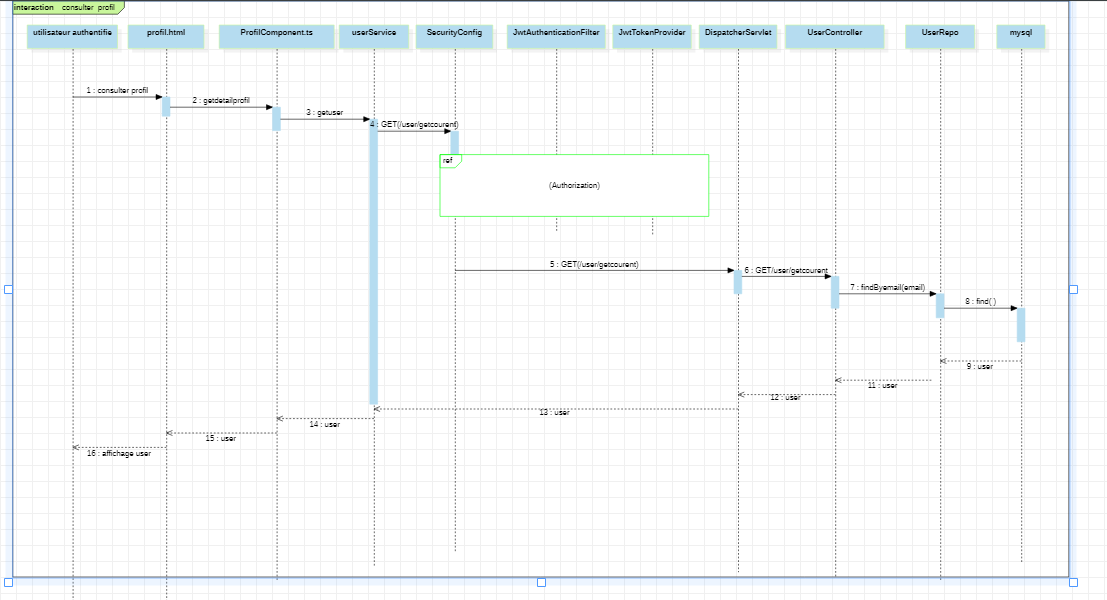 interaction consulter profil
utilisateur authentifie
profil.html
ProfilComponent.ts
userService
SecurityConfig
JwtAuthenticationFilter
JwtTokenProvider
DispatcherServlet
UserController
UserRepo
mysql
1 : consulter profil
2 : getdetailprofil
3 : getuser
4 : GET(/user/getcourent)
ref
(Authorization)
5 : GET(/user/getcourent)
6 : GET/user/getcourent
7 : findByemail(email)
8 : find( )
9 : user
11 : user
12 : user
13 : user
14 : user
15 : user
16 : affichage user